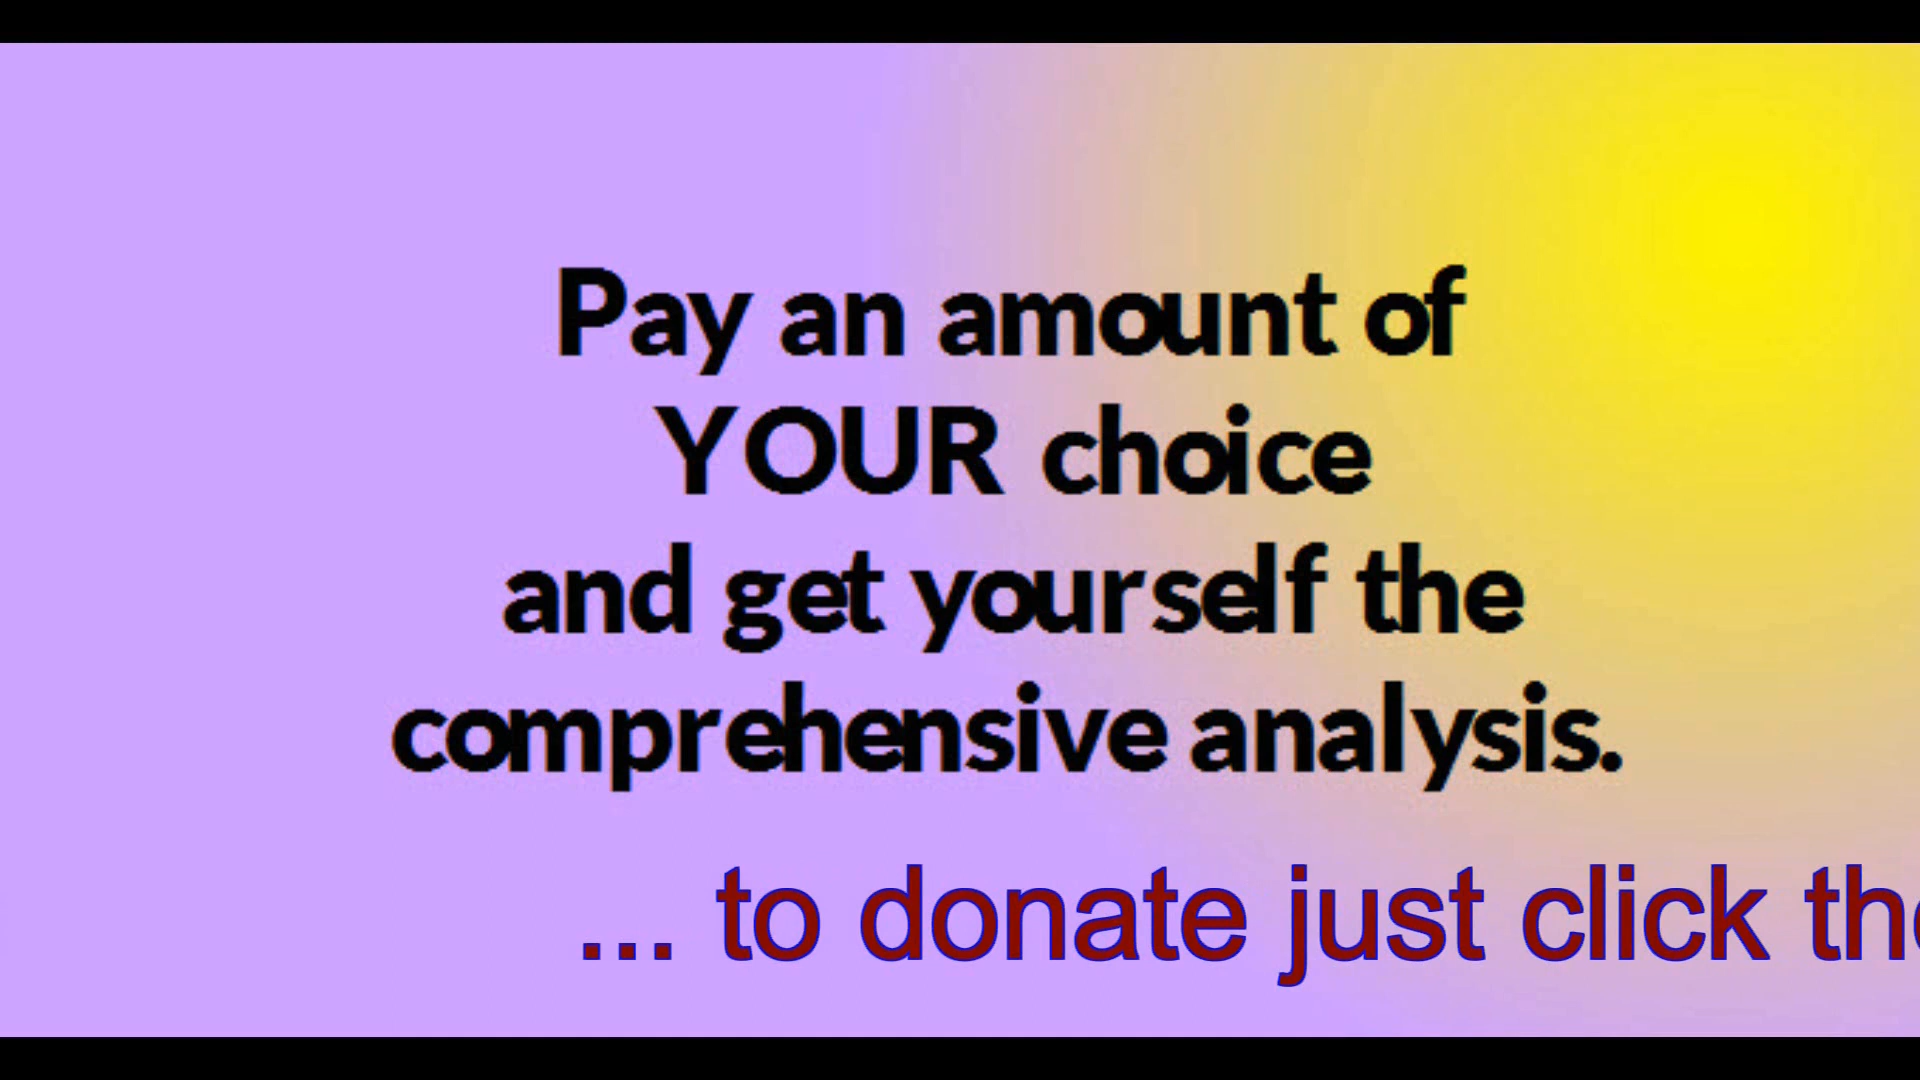 Pay an amount of
YOUR choice
and get yourself the
comprehensive analysis.
... to donate just click